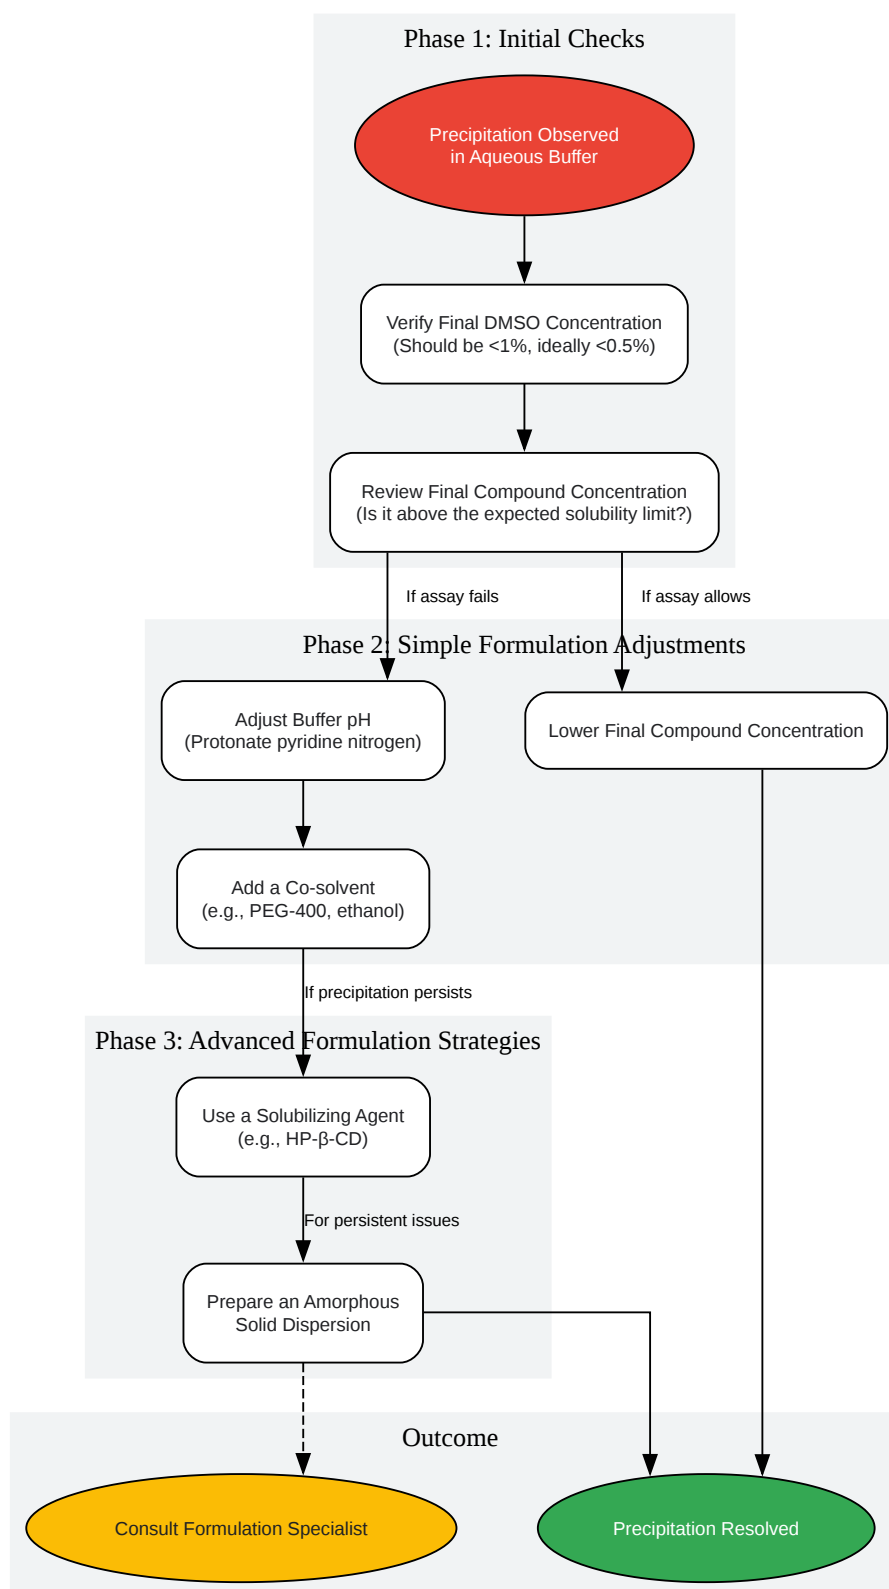 Phase 1: Initial Checks
Precipitation Observed
in Aqueous Buffer
Verify Final DMSO Concentration
(Should be <1%, ideally <0.5%)
Review Final Compound Concentration
(Is it above the expected solubility limit?)
If assay fails
If assay allows
Phase 2: Simple Formulation Adjustments
Adjust Buffer pH
(Protonate pyridine nitrogen)
Lower Final Compound Concentration
Add a Co-solvent
(e.g., PEG-400, ethanol)
If precipitation persists
Phase 3: Advanced Formulation Strategies
Use a Solubilizing Agent
(e.g., HP-β-CD)
For persistent issues
Prepare an Amorphous
Solid Dispersion
Outcome
Consult Formulation Specialist
Precipitation Resolved